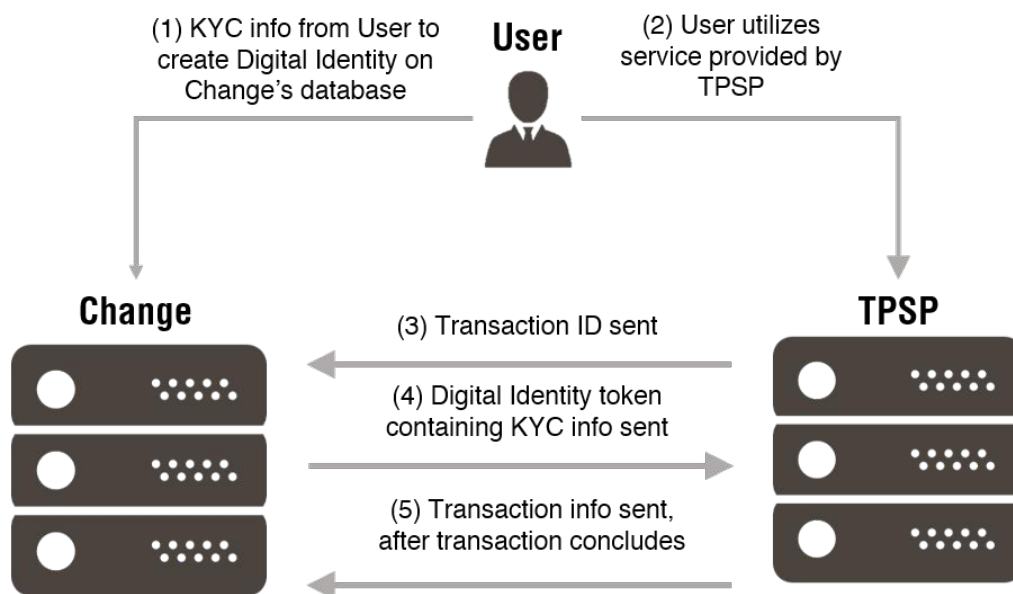 (1) KYC info from User to
create Digital Identity on
Change's database
User
(2) User utilizes
service provided by
TPSP
Change
TPSP
(3) Transaction ID sent
(4) Digital Identity token
containing KYC info sent
(5) Transaction info sent,
after transaction concludes